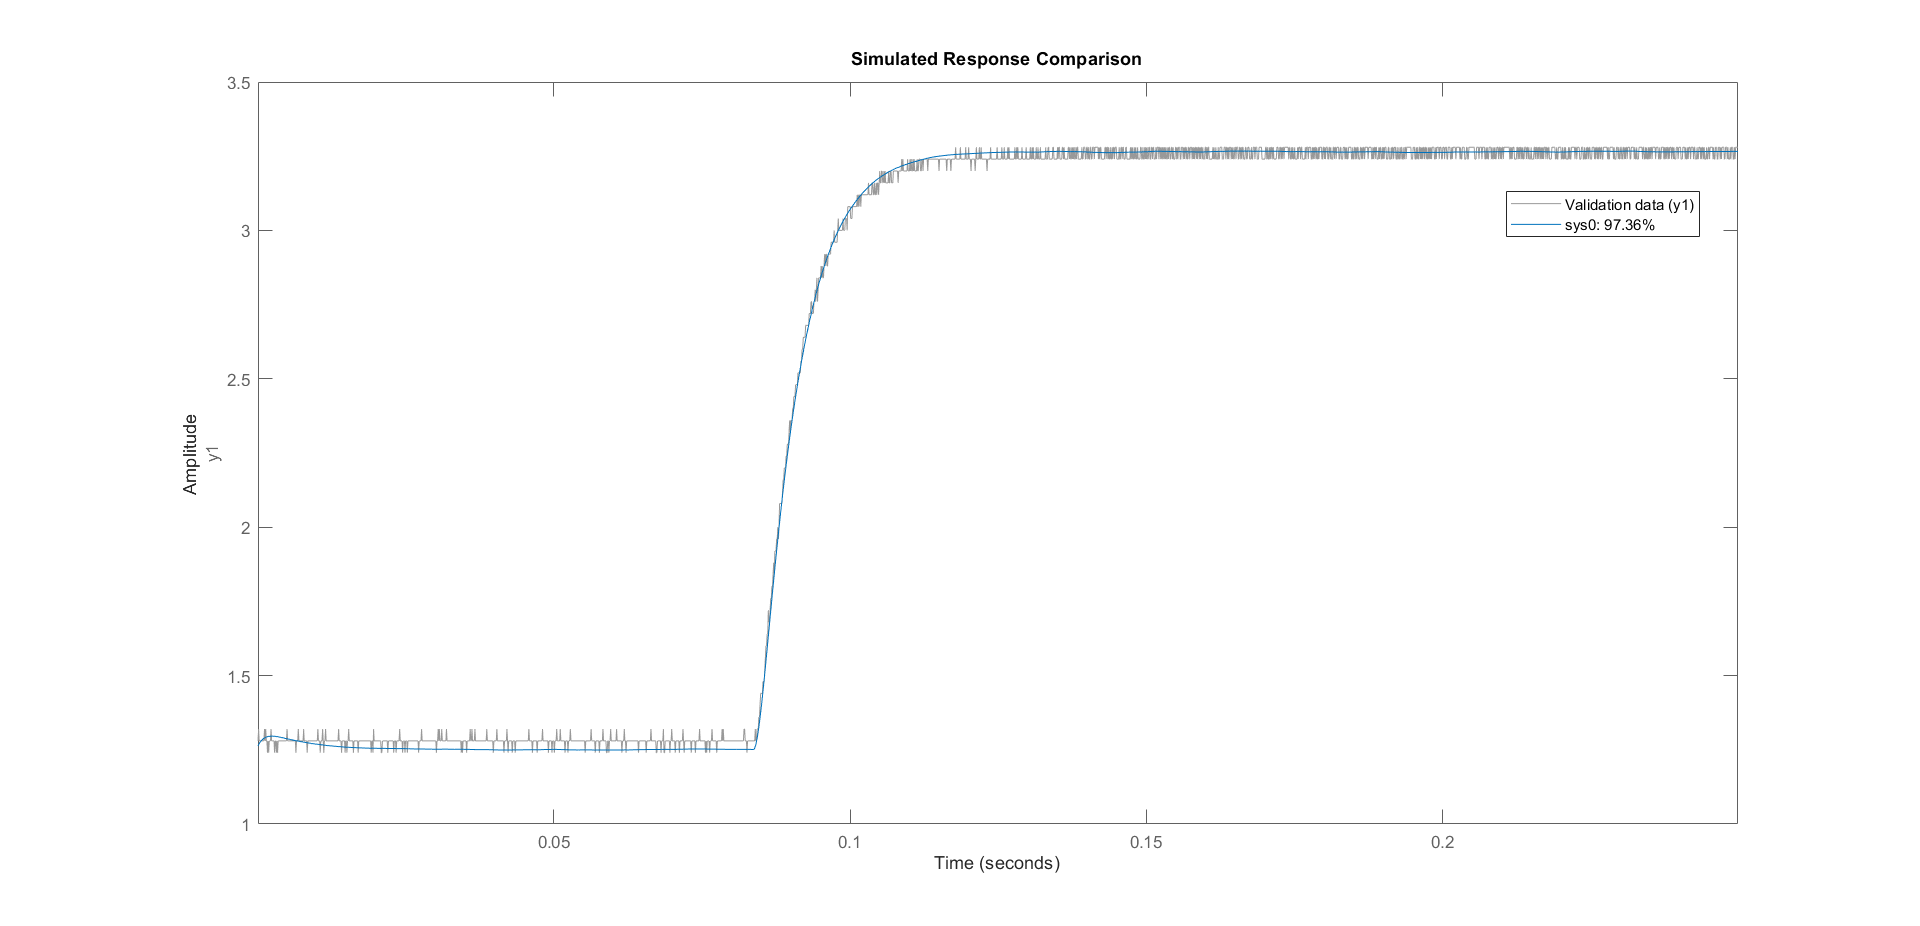 Simulated Response Comparison
3.5
3
2.5
2
1.5
1
Amplitude
y1
Validation data (y1)
sys0: 97.36%
0.05
0.1
0.15
0.2
Time (seconds)